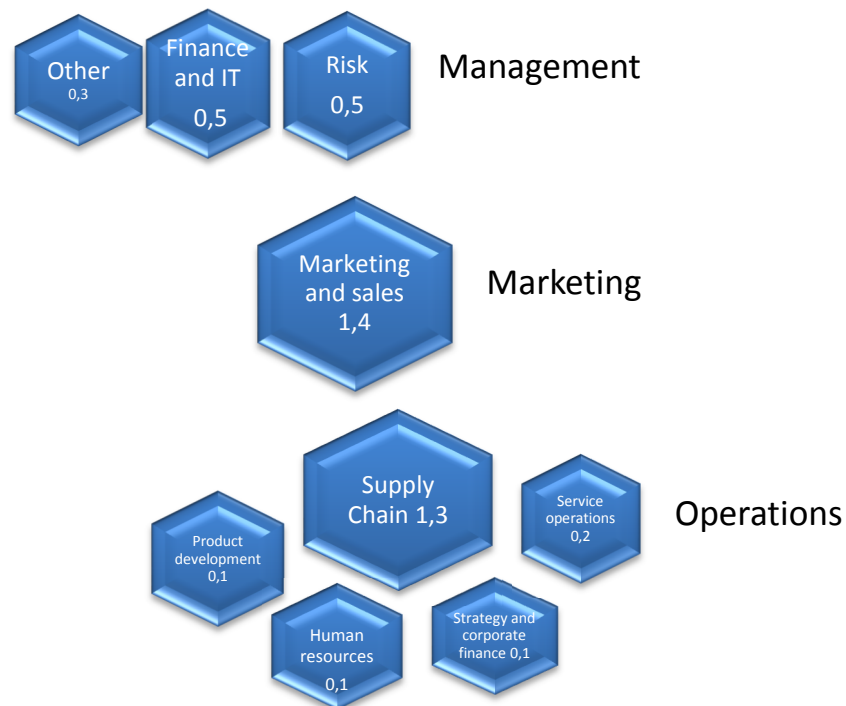 Other
0,3
Finance
and IT
0,5
Risk
0,5
Management
Marketing
and sales
1,4
Marketing
Supply
Chain 1,3
Service
operations
0,2
Operations
Product
development
0,1
Human
resources
0,1
Strategy and
corporate
finance 0,1